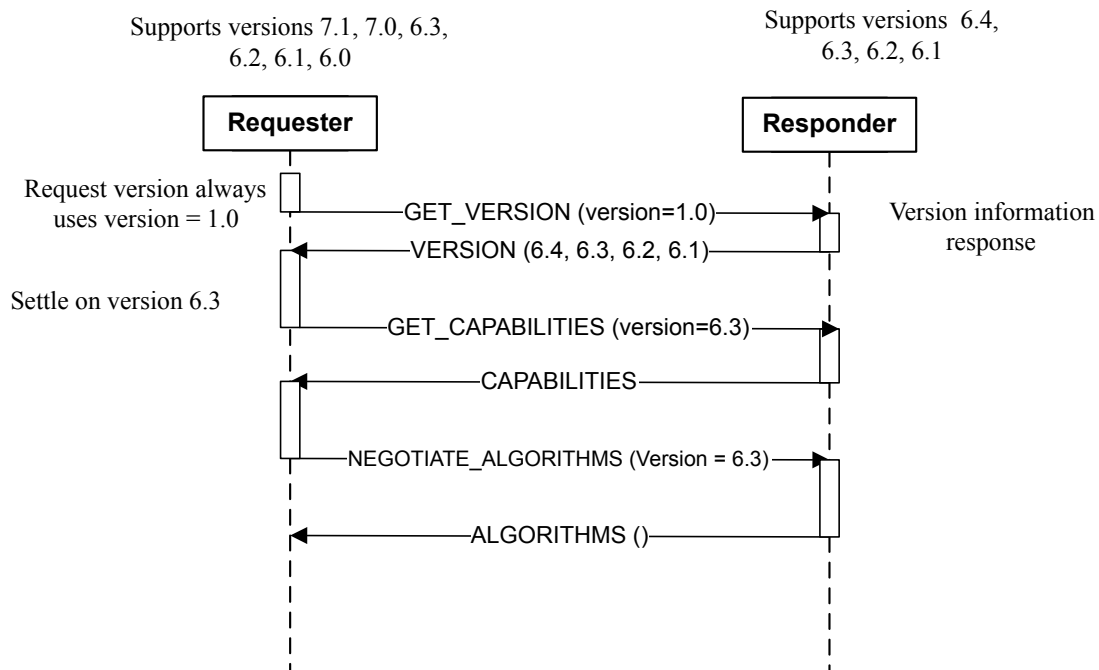 Supports versions 7.1, 7.0, 6.3,
6.2, 6.1, 6.0
Supports versions 6.4,
6.3, 6.2, 6.1
Requester
Responder
Request version always
uses version = 1.0
GET_VERSION (version=1.0)
Version information
response
VERSION (6.4, 6.3, 6.2, 6.1)
Settle on version 6.3
GET_CAPABILITIES (version=6.3)
CAPABILITIES
NEGOTIATE_ALGORITHMS (Version = 6.3)
ALGORITHMS ()